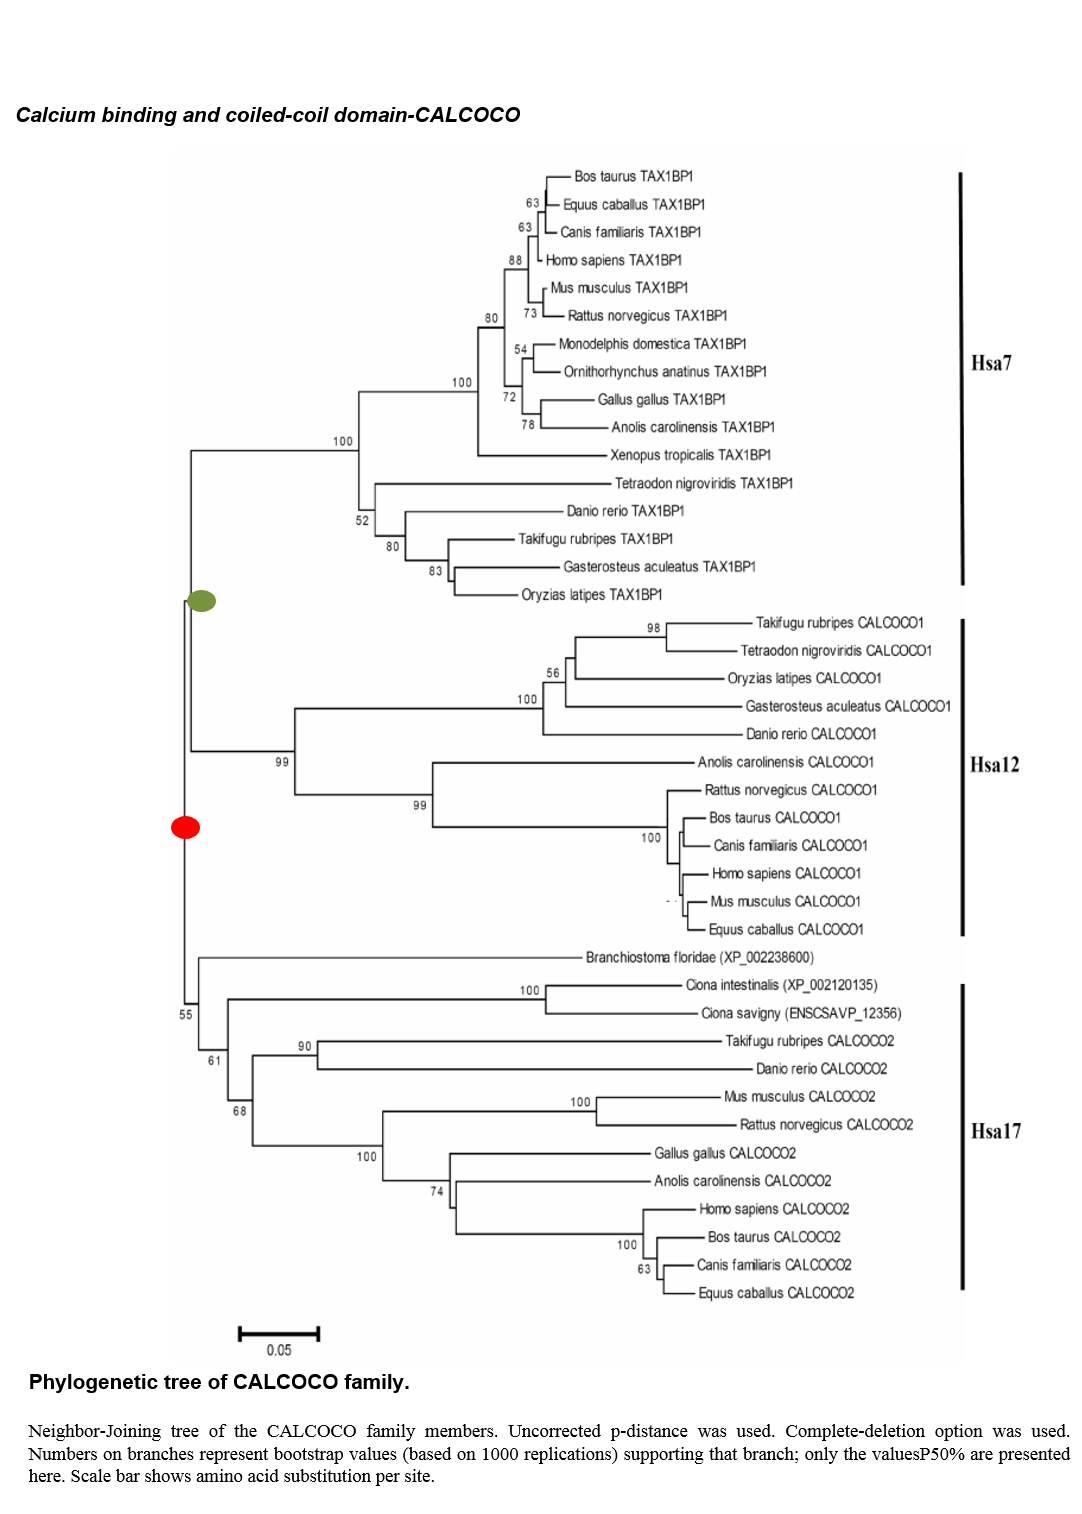 Calcium binding and coiled-coil domain-CALCOCO
Bos taurus TAX1BP1
63
Equus caballus TAX1BP1
63
Canis familiaris TAX1BP1
88
Homo sapiens TAX1BP1
Mus musculus TAX1BP1
73
Rattus norvegicus TAX1BP1
80
Monodelphis domestica TAX1BP1
54
Hsa7
Ornithorhynchus anatinus TAX1BP1
100
72
Gallus gallus TAX1BP1
78
Anolis carolinensis TAX1BP1
100
Xenopus tropicalis TAX1BP1
Tetraodon nigroviridis TAX1BP1
52
Danio rerio TAX1BP1
80
Takifugu rubripes TAX1BP1
83
Gasterosteus aculeatus TAX1BP1
Oryzias latipes TAX1BP1
98
Takifugu rubripes CALCOCO1
Tetraodon nigroviridis CALCOCO1
56
Oryzias latipes CALCOCO1
100
Gasterosteus aculeatus CALCOCO1
Danio rerio CALCOCO1
99
Anolis carolinensis CALCOCO1
Hsa12
99
Rattus norvegicus CALCOCO1
Bos taurus CALCOCO1
100
Canis familiaris CALCOCO1
Homo sapiens CALCOCO1
Mus musculus CALCOCO1
Equus caballus CALCOCO1
Branchiostoma floridae (XP_002238600)
55
100
Ciona intestinalis (XP_002120135)
Ciona savigny (ENSCSAVP_12356)
61
90
Takifugu rubripes CALCOCO2
Danio rerio CALCOCO2
68
100
Mus musculus CALCOCO2
Rattus norvegicus CALCOCO2
Hsa17
100
Gallus gallus CALCOCO2
74
Anolis carolinensis CALCOCO2
Homo sapiens CALCOCO2
100
Bos taurus CALCOCO2
63
Canis familiaris CALCOCO2
Equus caballus CALCOCO2
0.05
Phylogenetic tree of CALCOCO family.
Neighbor-Joining tree of the CALCOCO family members. Uncorrected p-distance was used. Complete-deletion option was used.
Numbers on branches represent bootstrap values (based on 1000 replications) supporting that branch; only the valuesP50% are presented
here. Scale bar shows amino acid substitution per site.